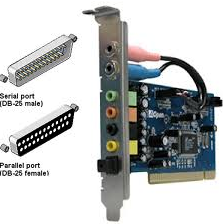 Serial port
(DB-25 male)
Parallel port
(DB-25 female)